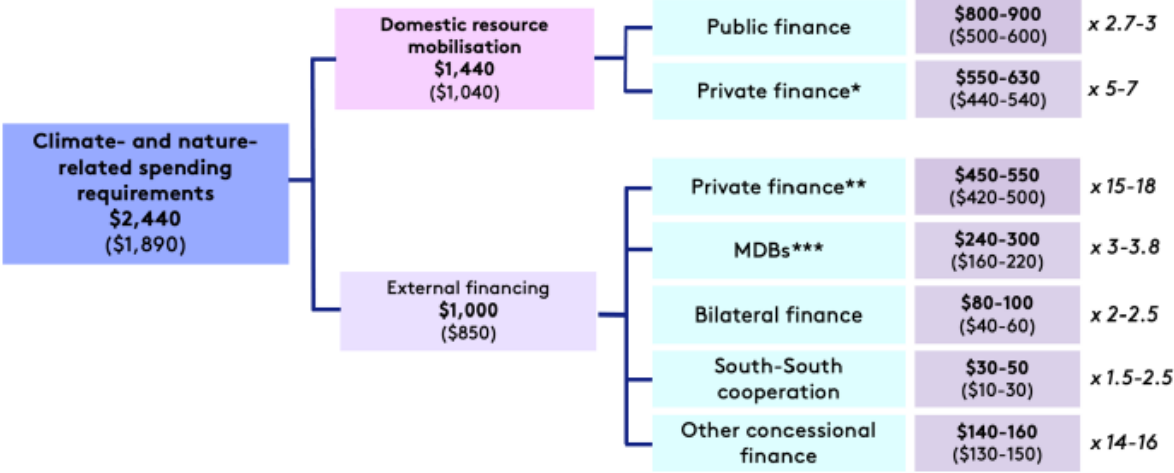 Climate- and nature-
related spending
requirements
$2,440
($1,890)
Domestic resource
mobilisation
$1,440
($1,040)
Public finance
$800-900
($500-600)
x 2.7-3
Private finance*
$550-630
($440-540)
x 5-7
External financing
$1,000
($850)
Private finance**
$450-550
($420-500)
x 15-18
MDBs***
$240-300
($160-220)
x 3-3.8
Bilateral finance
$80-100
($40-60)
x 2-2.5
South-South
cooperation
$30-50
($10-30)
x 1.5-2.5
Other concessional
finance
$140-160
($130-150)
x 14-16